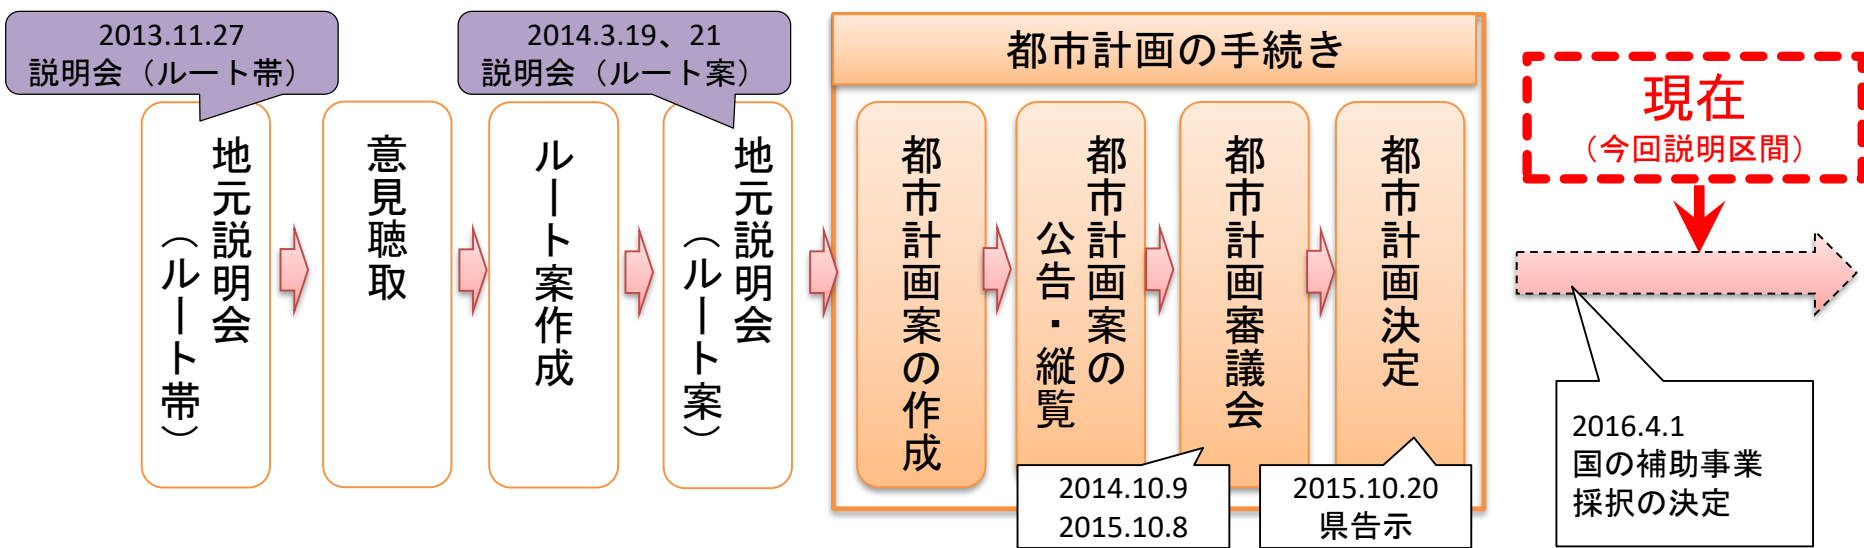 2013.11.27
説明会（ルート帯）
2014.3.19、21
説明会（ルート案）
都市計画の手続き
現在
（今回説明区間）
地元説明会
（ルート帯）
意見聴取
ルート案作成
地元説明会
（ルート案）
都市計画案の作成
都市計画案の
公告・縦覧
都市計画審議会
都市計画決定
2014.10.9
2015.10.8
2015.10.20
県告示
2016.4.1
国の補助事業
採択の決定